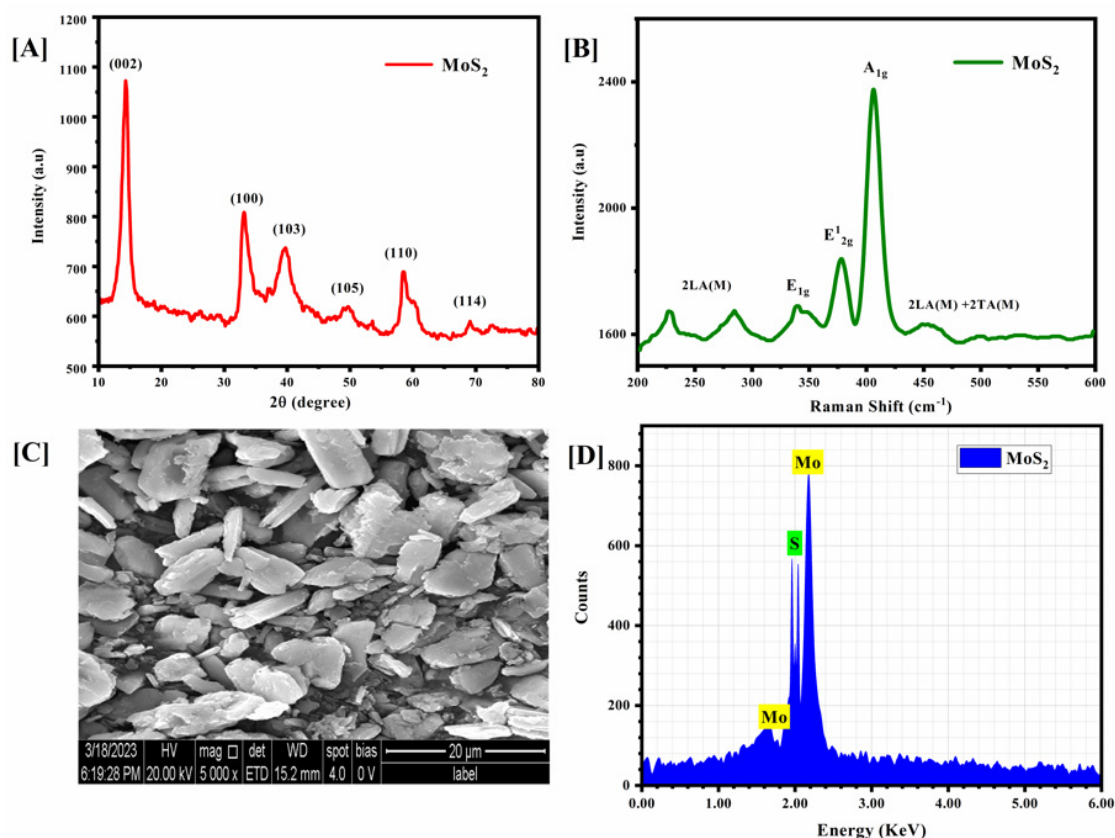 [A]
1200
1100
1000
900
800
700
600
500
10
20
30
40
50
60
70
80
Intensity (a.u)
2θ (degree)
(002)
(100)
(103)
(105)
(110)
(114)
MoS₂
[B]
2400
2000
1600
200
250
300
350
400
450
500
550
600
Intensity (a.u)
Raman Shift (cm⁻¹)
2LA(M)
E₁g
E¹₂g
A₁g
2LA(M) +2TA(M)
MoS₂
[C]
3/18/2023 HV mag □ det WD spot bias 20 µm
6:19:28 PM 20.00 kV 5 000 x ETD 15.2 mm 4.0 0 V label
[D]
800
600
400
200
0
0.00
1.00
2.00
3.00
4.00
5.00
6.00
Counts
Energy (KeV)
Mo
S
Mo
MoS₂